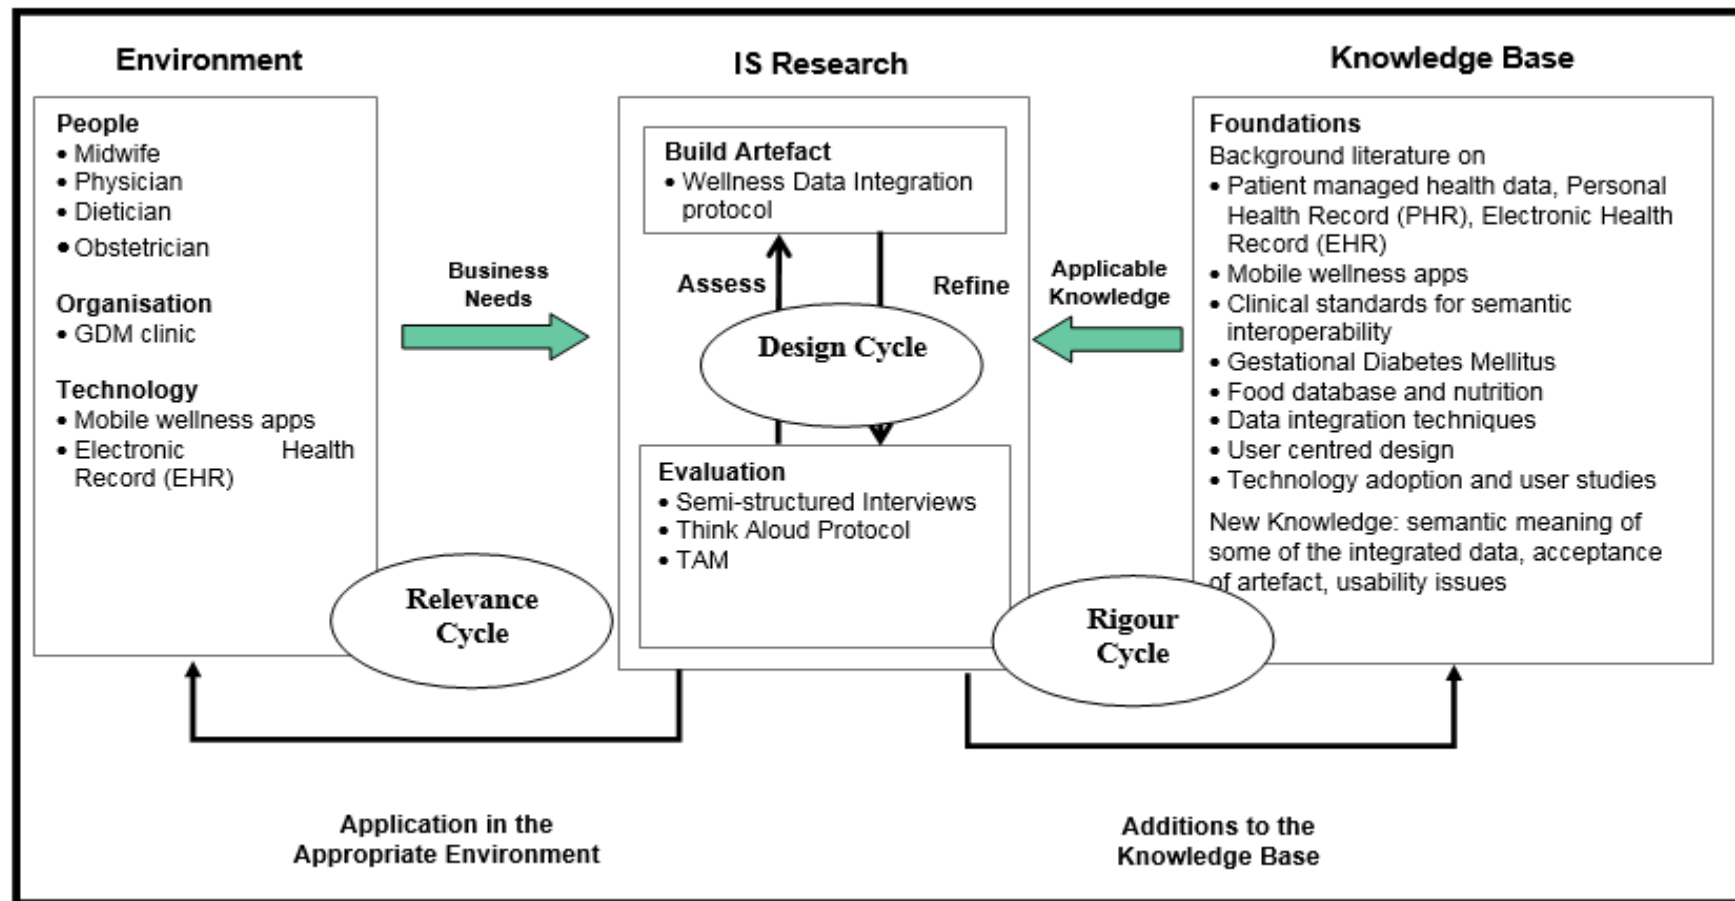 Environment
People
• Midwife
• Physician
• Dietician
• Obstetrician
Organisation
• GDM clinic
Technology
• Mobile wellness apps
• Electronic Health
Record (EHR)
Business
Needs
Relevance
Cycle
IS Research
Build Artefact
• Wellness Data Integration
protocol
Assess
Refine
Design Cycle
Evaluation
• Semi-structured Interviews
• Think Aloud Protocol
• TAM
Applicable
Knowledge
Rigour
Cycle
Knowledge Base
Foundations
Background literature on
• Patient managed health data, Personal
Health Record (PHR), Electronic Health
Record (EHR)
• Mobile wellness apps
• Clinical standards for semantic
interoperability
• Gestational Diabetes Mellitus
• Food database and nutrition
• Data integration techniques
• User centred design
• Technology adoption and user studies
New Knowledge: semantic meaning of
some of the integrated data, acceptance
of artefact, usability issues
Application in the
Appropriate Environment
Additions to the
Knowledge Base